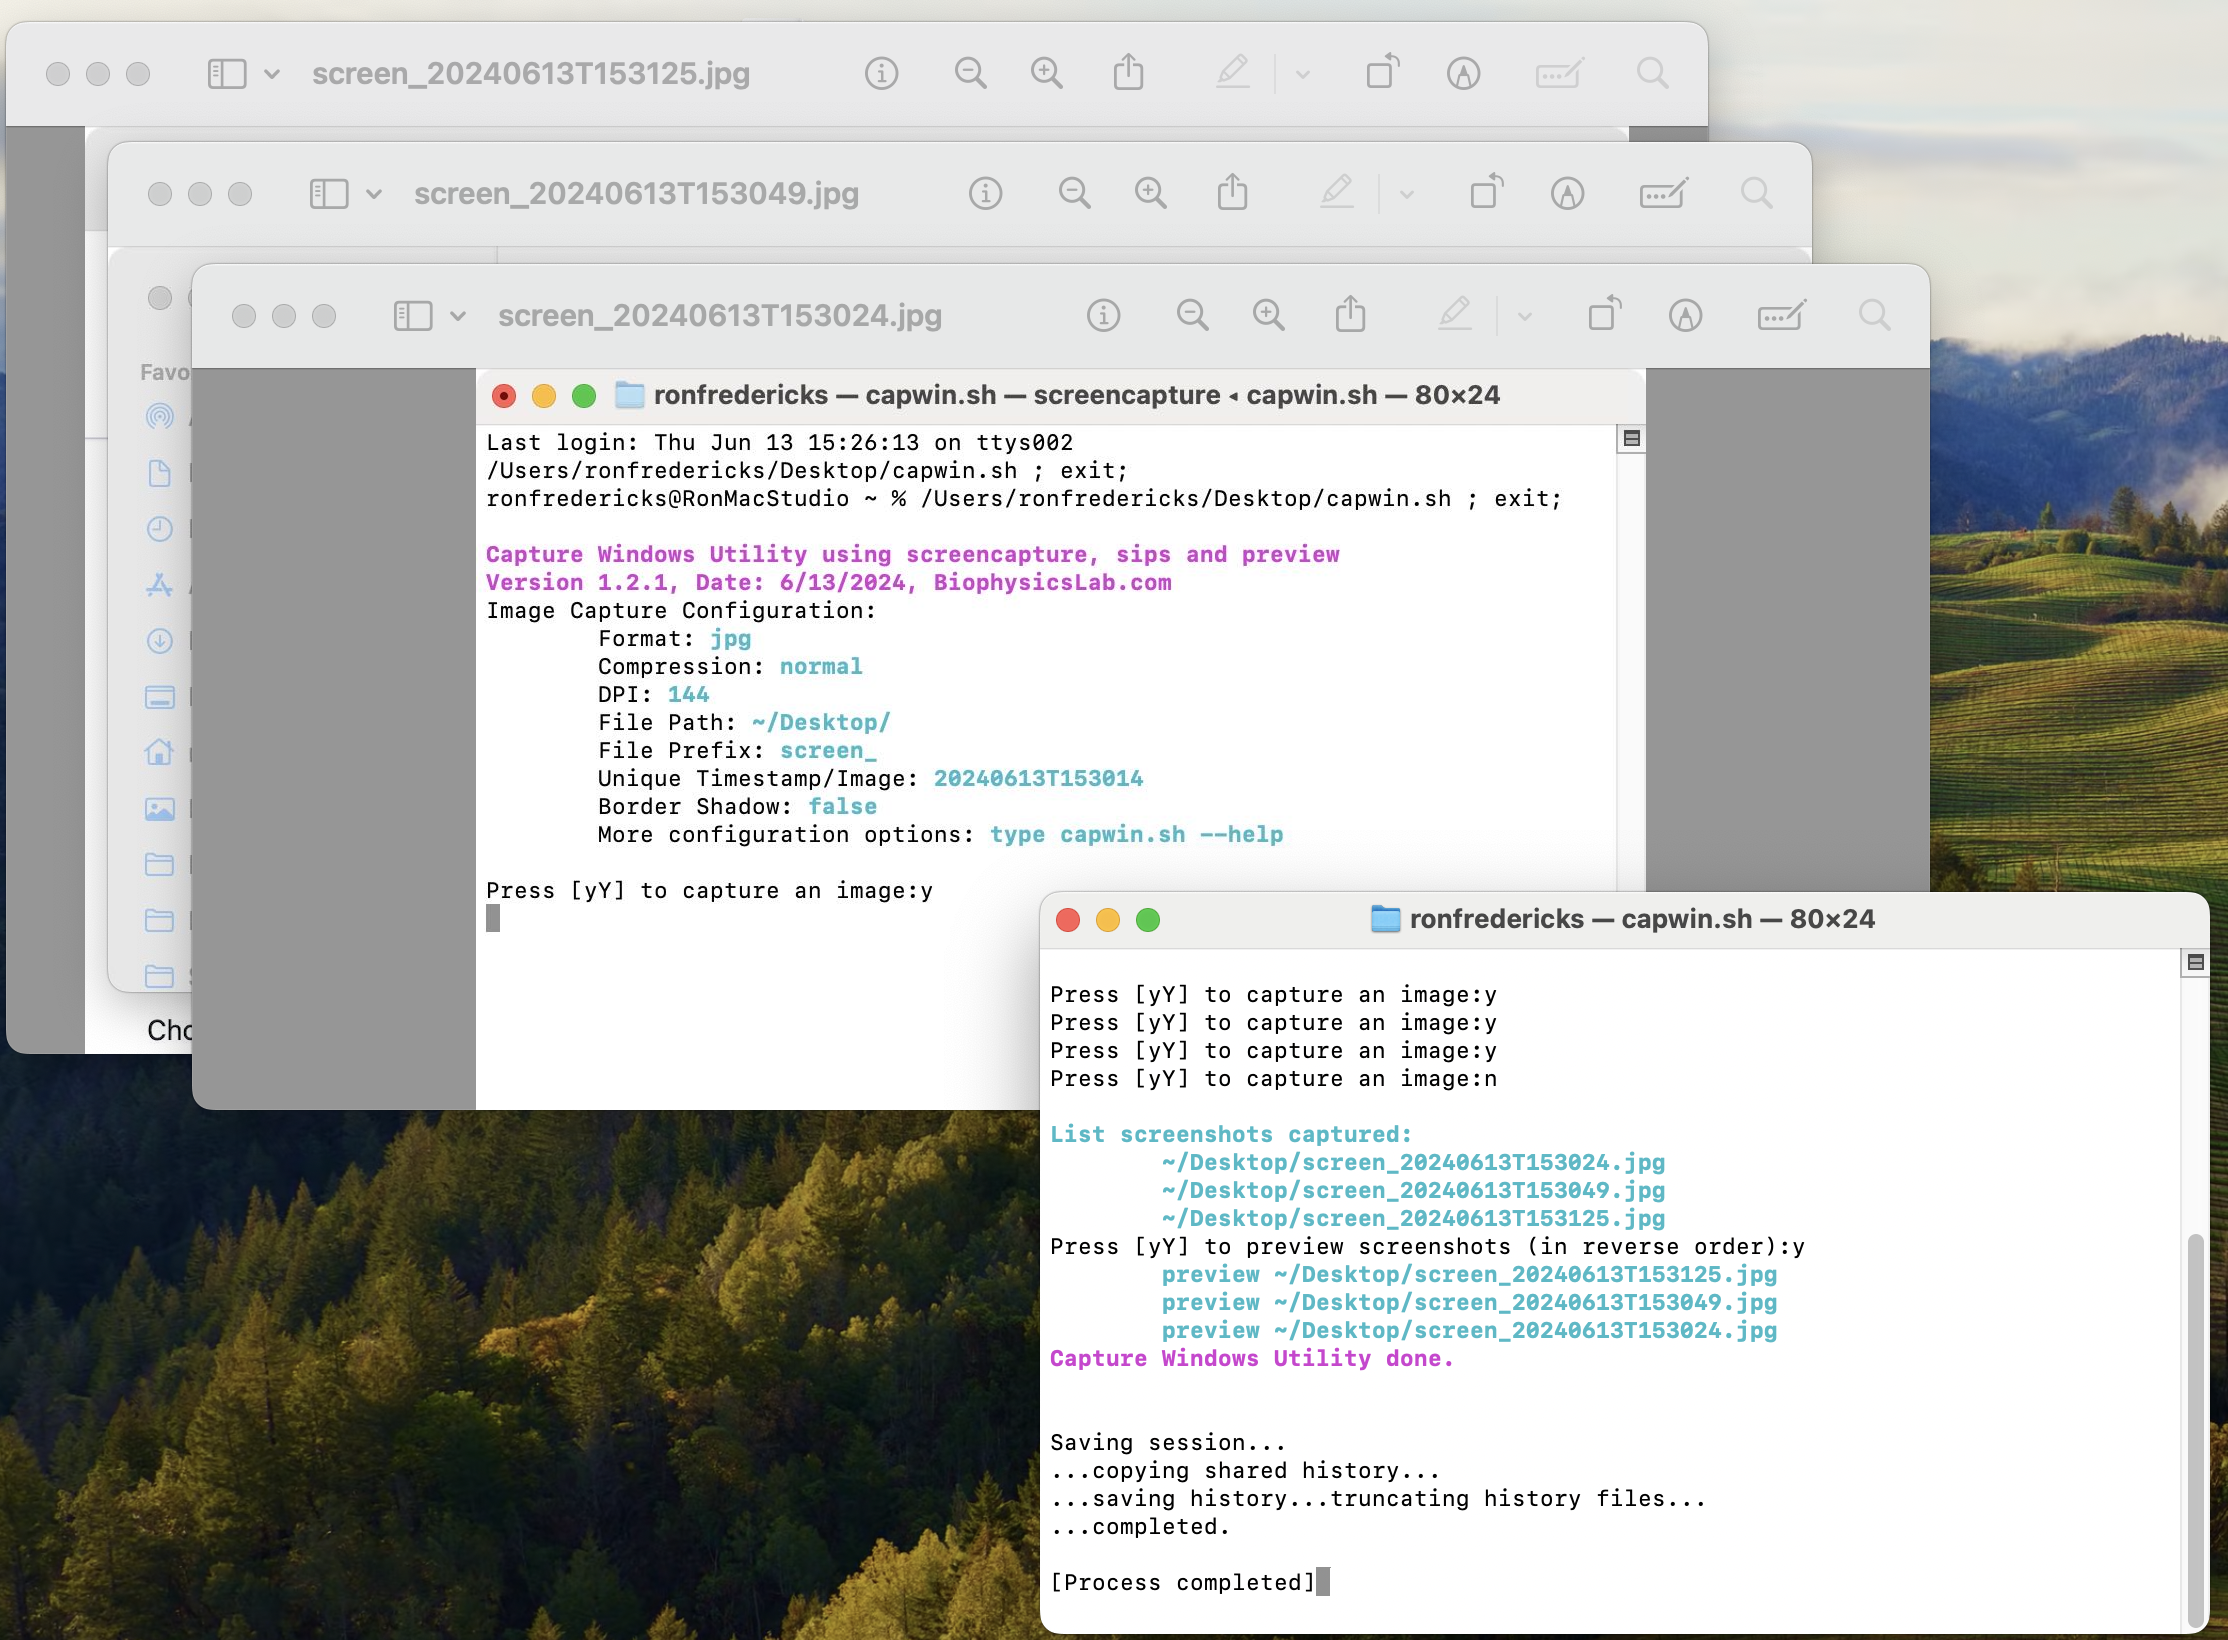 screen_20240613T153125.jpg
screen_20240613T153049.jpg
screen_20240613T153024.jpg
ronfredericks — capwin.sh — screencapture ◂ capwin.sh — 80×24
Last login: Thu Jun 13 15:26:13 on ttys002
/Users/ronfredericks/Desktop/capwin.sh ; exit;
ronfredericks@RonMacStudio ~ % /Users/ronfredericks/Desktop/capwin.sh ; exit;
Capture Windows Utility using screencapture, sips and preview
Version 1.2.1, Date: 6/13/2024, BiophysicsLab.com
Image Capture Configuration:
Format: jpg
Compression: normal
DPI: 144
File Path: ~/Desktop/
File Prefix: screen_
Unique Timestamp/Image: 20240613T153014
Border Shadow: false
More configuration options: type capwin.sh --help
Press [yY] to capture an image:y
ronfredericks — capwin.sh — 80×24
Press [yY] to capture an image:y
Press [yY] to capture an image:y
Press [yY] to capture an image:y
Press [yY] to capture an image:n
List screenshots captured:
~/Desktop/screen_20240613T153024.jpg
~/Desktop/screen_20240613T153049.jpg
~/Desktop/screen_20240613T153125.jpg
Press [yY] to preview screenshots (in reverse order):y
preview ~/Desktop/screen_20240613T153125.jpg
preview ~/Desktop/screen_20240613T153049.jpg
preview ~/Desktop/screen_20240613T153024.jpg
Capture Windows Utility done.
Saving session...
...copying shared history...
...saving history...truncating history files...
...completed.
[Process completed]